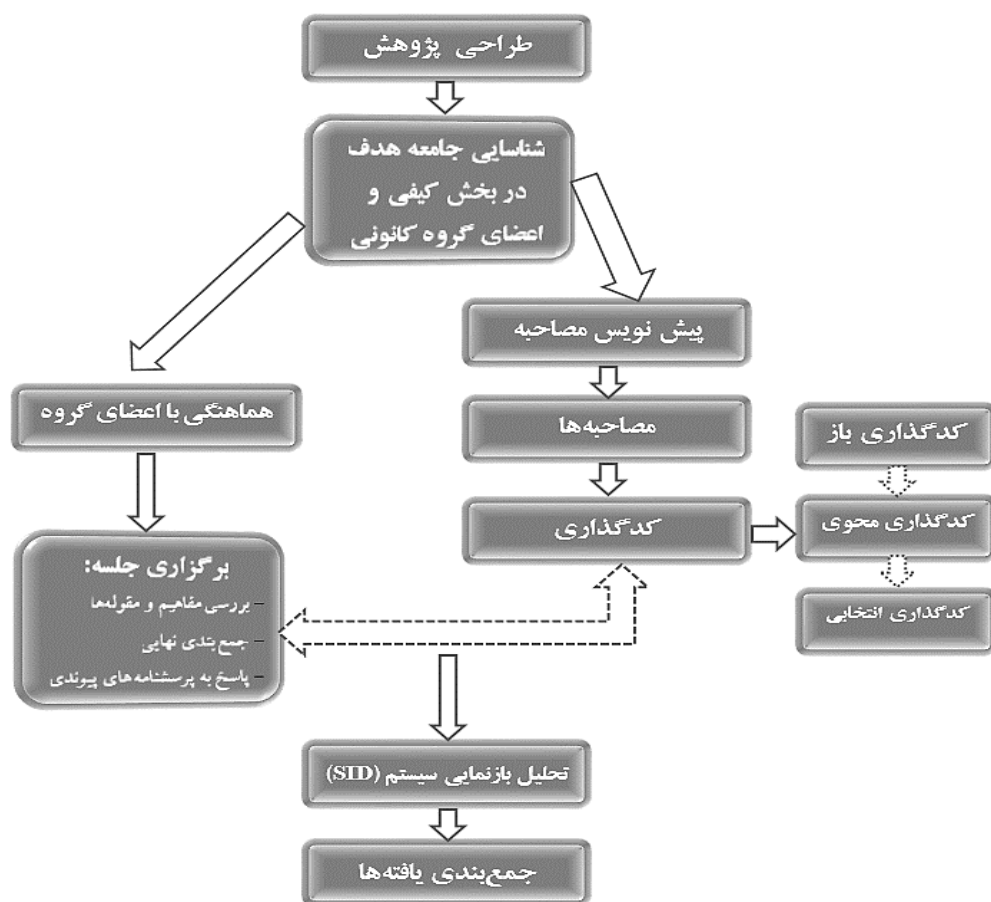 طراحی پژوهش
شناسایی جامعه هدف
در بخش کیفی و
اعضای گروه کانونی
پیش نویس مصاحبه
هماهنگی با اعضای گروه
مصاحبه‌ها
کدگذاری باز
کدگذاری
کدگذاری محوی
کدگذاری انتخابی
برگزاری جلسه:
– بررسی مفاهیم و مقوله‌ها
– جمع‌بندی نهایی
– پاسخ به پرسشنامه‌های پیوندی
تحلیل بازنمایی سیستم (SID)
جمع‌بندی یافته‌ها